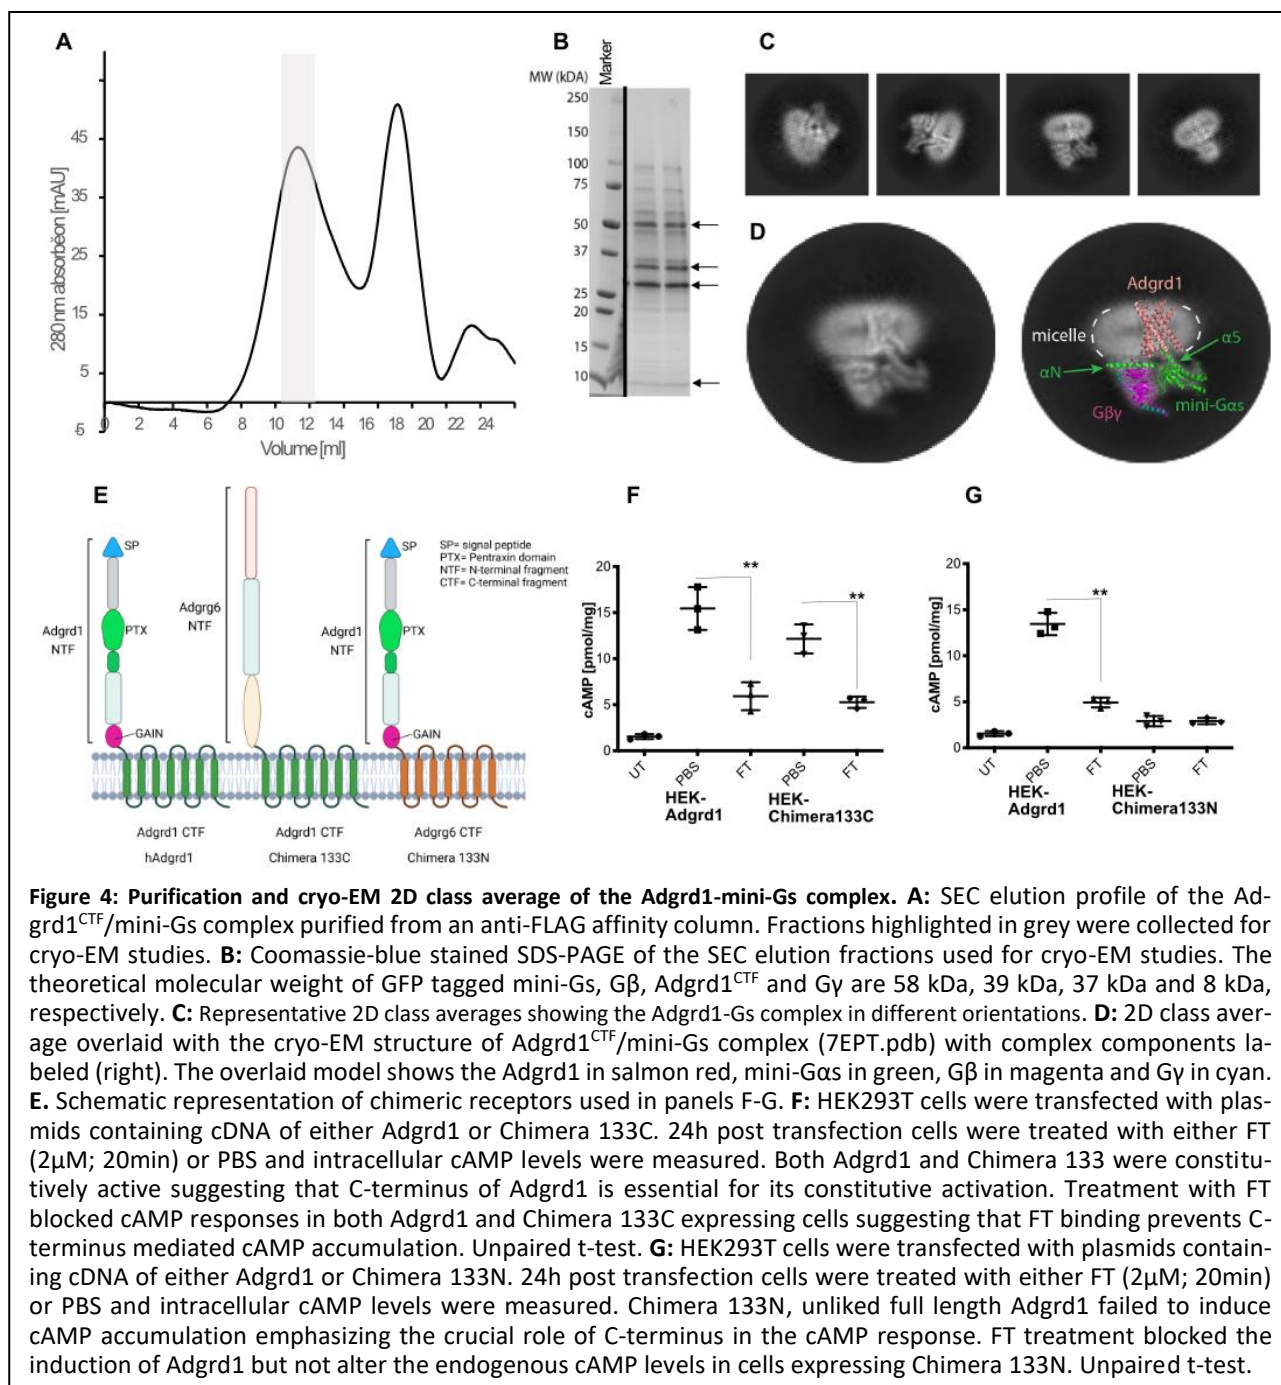 A
280 nm absorbëon [mAU]
45
35
25
15
5
-5
0 2 4 6 8 10 12 14 16 18 20 22 24
Volume [ml]
B
MW (kDA)
Marker
250
150
100
75
50
37
25
20
15
10
C
D
Adgrd1
micelle
α5
αN
mini-Gαs
Gβγ
E
SP
PTX
Adgrd1
NTF
GAIN
Adgrg6
NTF
SP
PTX
Adgrd1
NTF
GAIN
SP= signal peptide
PTX= Pentraxin domain
NTF= N-terminal fragment
CTF= C-terminal fragment
Adgrd1 CTF
hAdgrd1
Adgrd1 CTF
Chimera 133C
Adgrg6 CTF
Chimera 133N
F
cAMP [pmol/mg]
20
15
10
5
0
**
**
UT
PBS
FT
PBS
FT
HEK-
Adgrd1
HEK-
Chimera133C
G
cAMP [pmol/mg]
20
15
10
5
0
**
UT
PBS
FT
PBS
FT
HEK-
Adgrd1
HEK-
Chimera133N
Figure 4: Purification and cryo-EM 2D class average of the Adgrd1-mini-Gs complex. A: SEC elution profile of the Ad-
grd1CTF/mini-Gs complex purified from an anti-FLAG affinity column. Fractions highlighted in grey were collected for
cryo-EM studies. B: Coomassie-blue stained SDS-PAGE of the SEC elution fractions used for cryo-EM studies. The
theoretical molecular weight of GFP tagged mini-Gs, Gβ, Adgrd1CTF and Gγ are 58 kDa, 39 kDa, 37 kDa and 8 kDa,
respectively. C: Representative 2D class averages showing the Adgrd1-Gs complex in different orientations. D: 2D class aver-
age overlaid with the cryo-EM structure of Adgrd1CTF/mini-Gs complex (7EPT.pdb) with complex components la-
beled (right). The overlaid model shows the Adgrd1 in salmon red, mini-Gαs in green, Gβ in magenta and Gγ in cyan.
E. Schematic representation of chimeric receptors used in panels F-G. F: HEK293T cells were transfected with plas-
mids containing cDNA of either Adgrd1 or Chimera 133C. 24h post transfection cells were treated with either FT
(2μM; 20min) or PBS and intracellular cAMP levels were measured. Both Adgrd1 and Chimera 133 were constitu-
tively active suggesting that C-terminus of Adgrd1 is essential for its constitutive activation. Treatment with FT
blocked cAMP responses in both Adgrd1 and Chimera 133C expressing cells suggesting that FT binding prevents C-
terminus mediated cAMP accumulation. Unpaired t-test. G: HEK293T cells were transfected with plasmids contain-
ing cDNA of either Adgrd1 or Chimera 133N. 24h post transfection cells were treated with either FT (2μM; 20min)
or PBS and intracellular cAMP levels were measured. Chimera 133N, unliked full length Adgrd1 failed to induce
cAMP accumulation emphasizing the crucial role of C-terminus in the cAMP response. FT treatment blocked the
induction of Adgrd1 but not alter the endogenous cAMP levels in cells expressing Chimera 133N. Unpaired t-test.